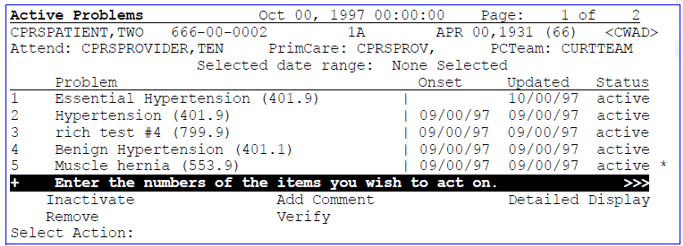 Active Problems Oct 00, 1997 00:00:00 Page: 1 of 2
CPRSPATIENT,TWO 666-00-0002 1A APR 00,1931 (66) <CWAD>
Attend: CPRSPROVIDER,TEN PrimCare: CPRSPROV, PCTeam: CURTTEAM
Selected date range: None Selected
Problem Onset Updated Status
1 Essential Hypertension (401.9) | 10/00/97 active
2 Hypertension (401.9) | 09/00/97 09/00/97 active
3 rich test #4 (799.9) | 09/00/97 09/00/97 active
4 Benign Hypertension (401.1) | 09/00/97 09/00/97 active
5 Muscle hernia (553.9) | 09/00/97 09/00/97 active *
+ Enter the numbers of the items you wish to act on. >>>
Inactivate Add Comment Detailed Display
Remove Verify
Select Action: